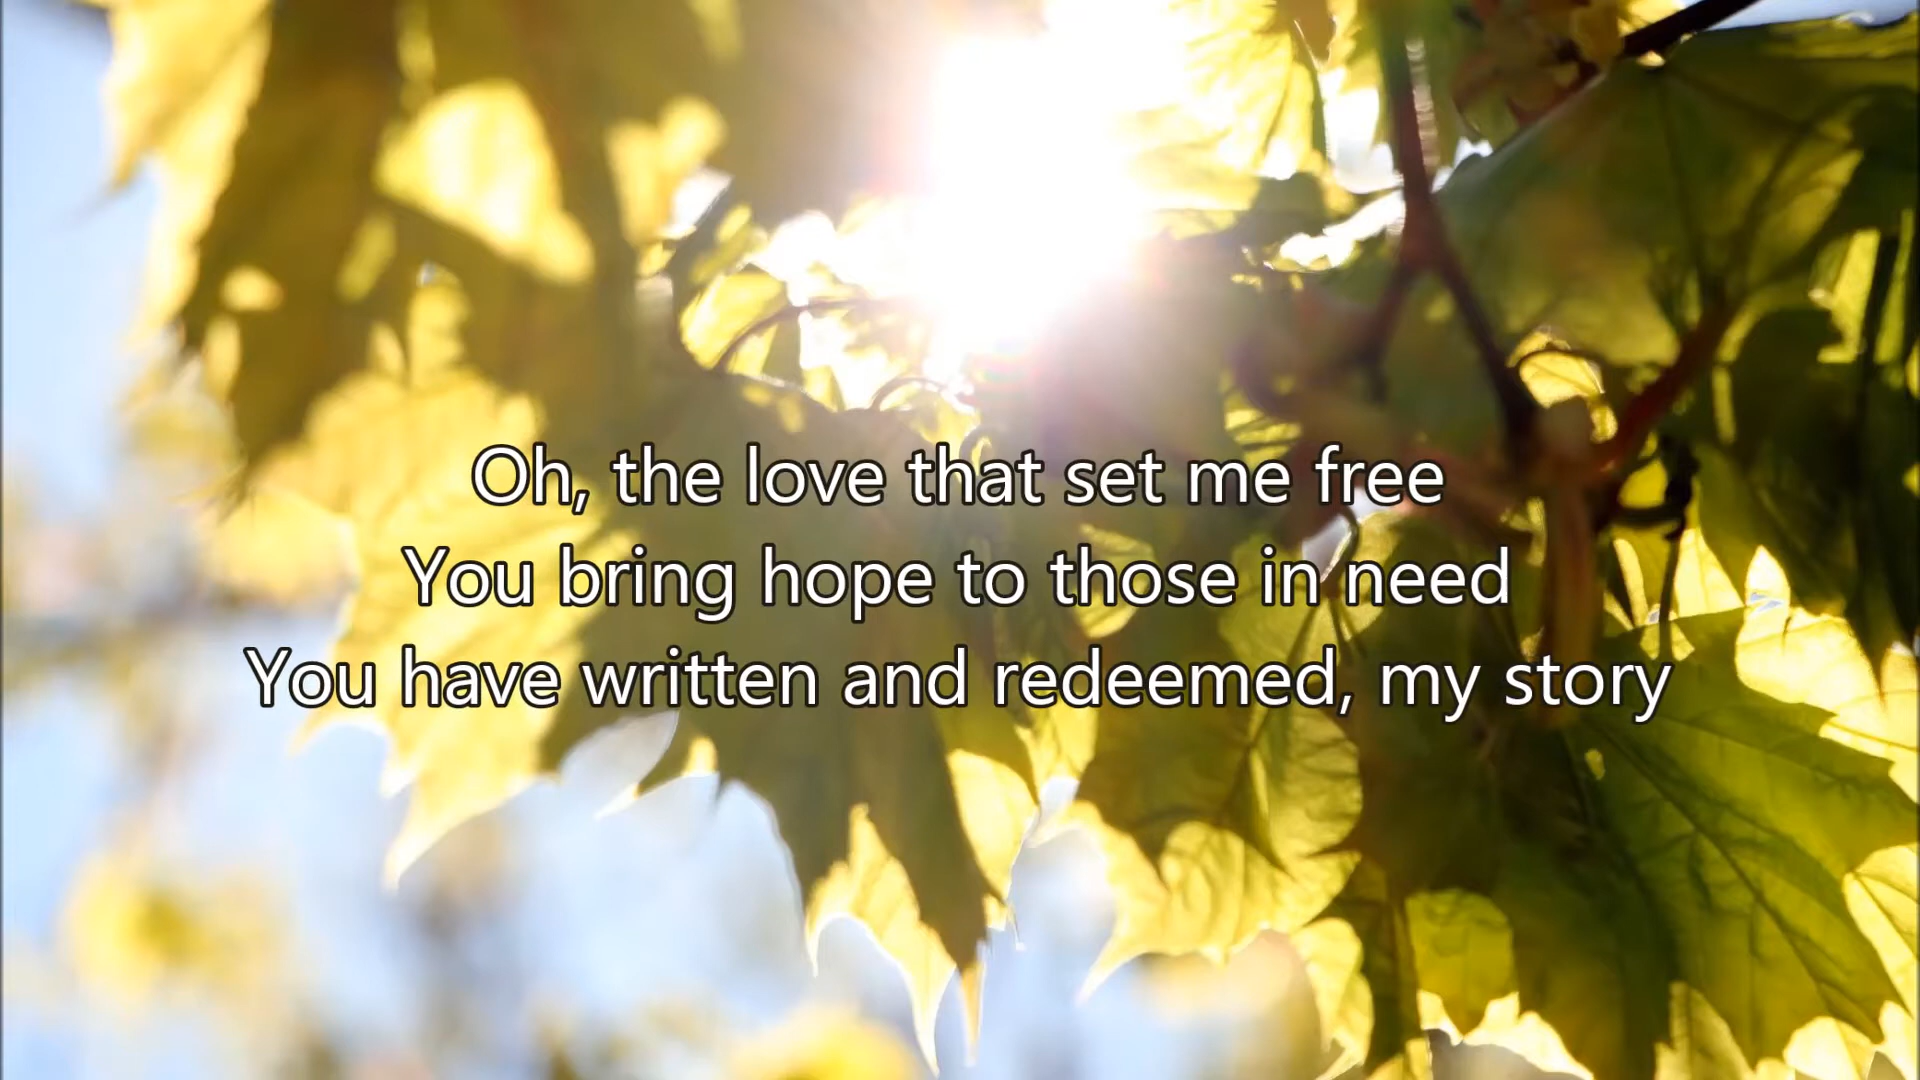 Oh, the love that set me free
You bring hope to those in need
You have written and redeemed, my story